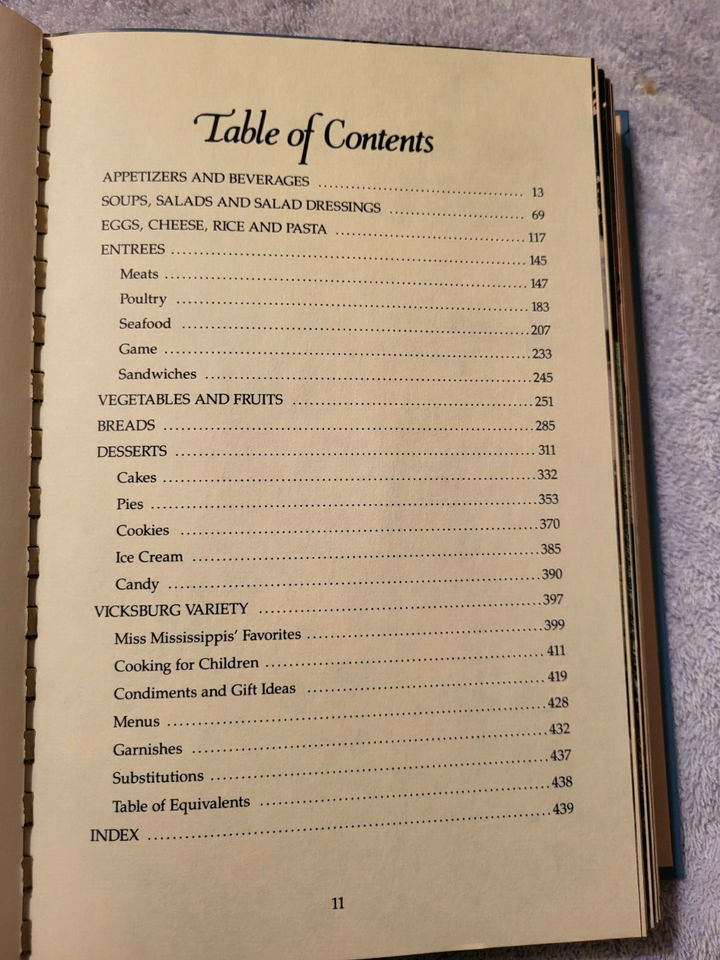 Table of Contents
APPETIZERS AND BEVERAGES ........ 13
SOUPS, SALADS AND SALAD DRESSINGS ........ 69
EGGS, CHEESE, RICE AND PASTA ........ 117
ENTREES ........ 145
Meats ........ 147
Poultry ........ 183
Seafood ........ 207
Game ........ 233
Sandwiches ........ 245
VEGETABLES AND FRUITS ........ 251
BREADS ........ 285
DESSERTS ........ 311
Cakes ........ 332
Pies ........ 353
Cookies ........ 370
Ice Cream ........ 385
Candy ........ 390
VICKSBURG VARIETY ........ 397
Miss Mississippis' Favorites ........ 399
Cooking for Children ........ 411
Condiments and Gift Ideas ........ 419
Menus ........ 428
Garnishes ........ 432
Substitutions ........ 437
Table of Equivalents ........ 438
INDEX ........ 439
11